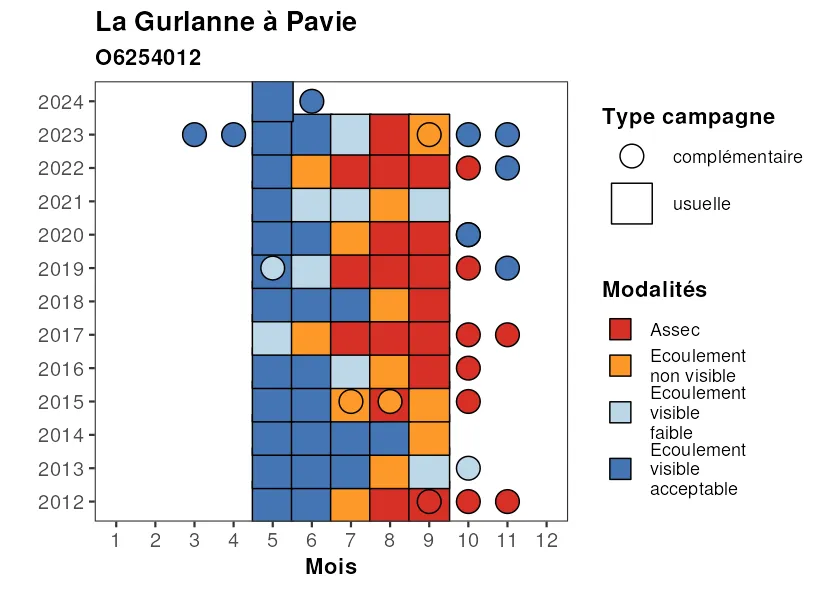 La Gurlanne à Pavie
O6254012
2024
2023
2022
2021
2020
2019
2018
2017
2016
2015
2014
2013
2012
1 2 3 4 5 6 7 8 9 10 11 12
Mois
Type campagne
complémentaire
usuelle
Modalités
Assec
Ecoulement
non visible
Ecoulement
visible
faible
Ecoulement
visible
acceptable